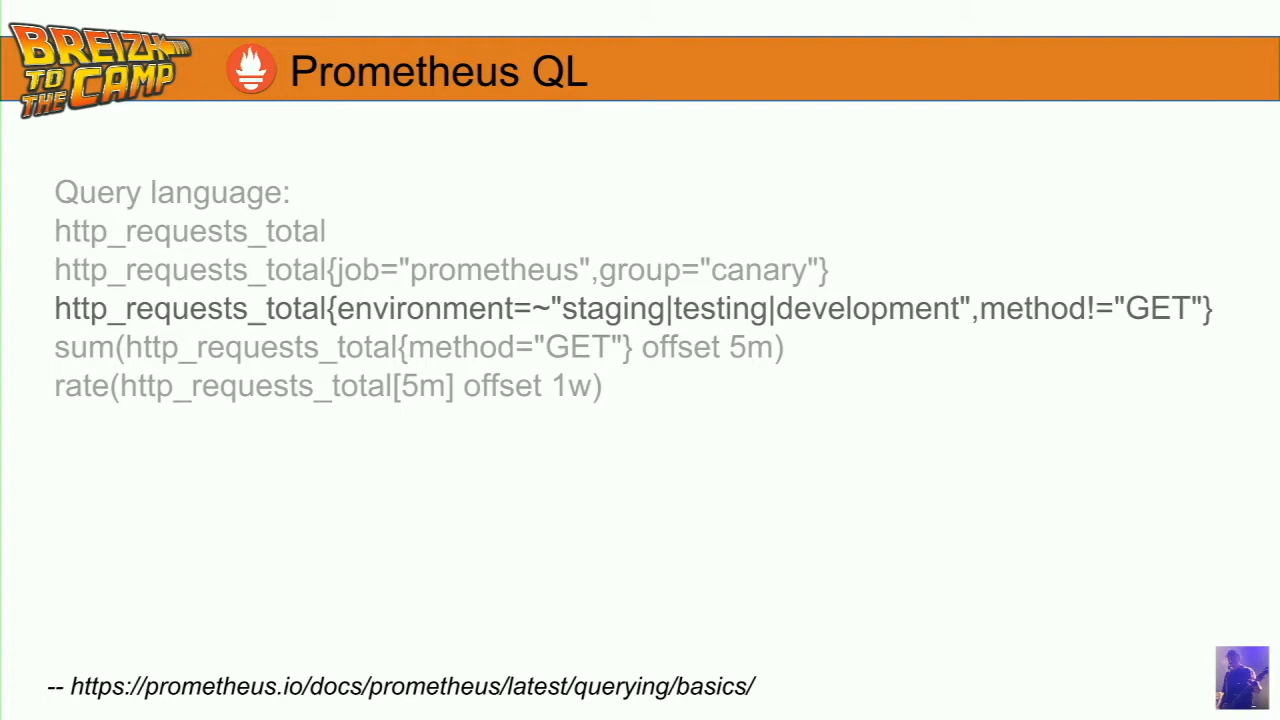 BREIZH
TO CAMP
THE
Prometheus QL
Query language:
http_requests_total
http_requests_total{job="prometheus",group="canary"}
http_requests_total{environment=~"staging|testing|development",method!="GET"}
sum(http_requests_total{method="GET"} offset 5m)
rate(http_requests_total[5m] offset 1w)
-- https://prometheus.io/docs/prometheus/latest/querying/basics/